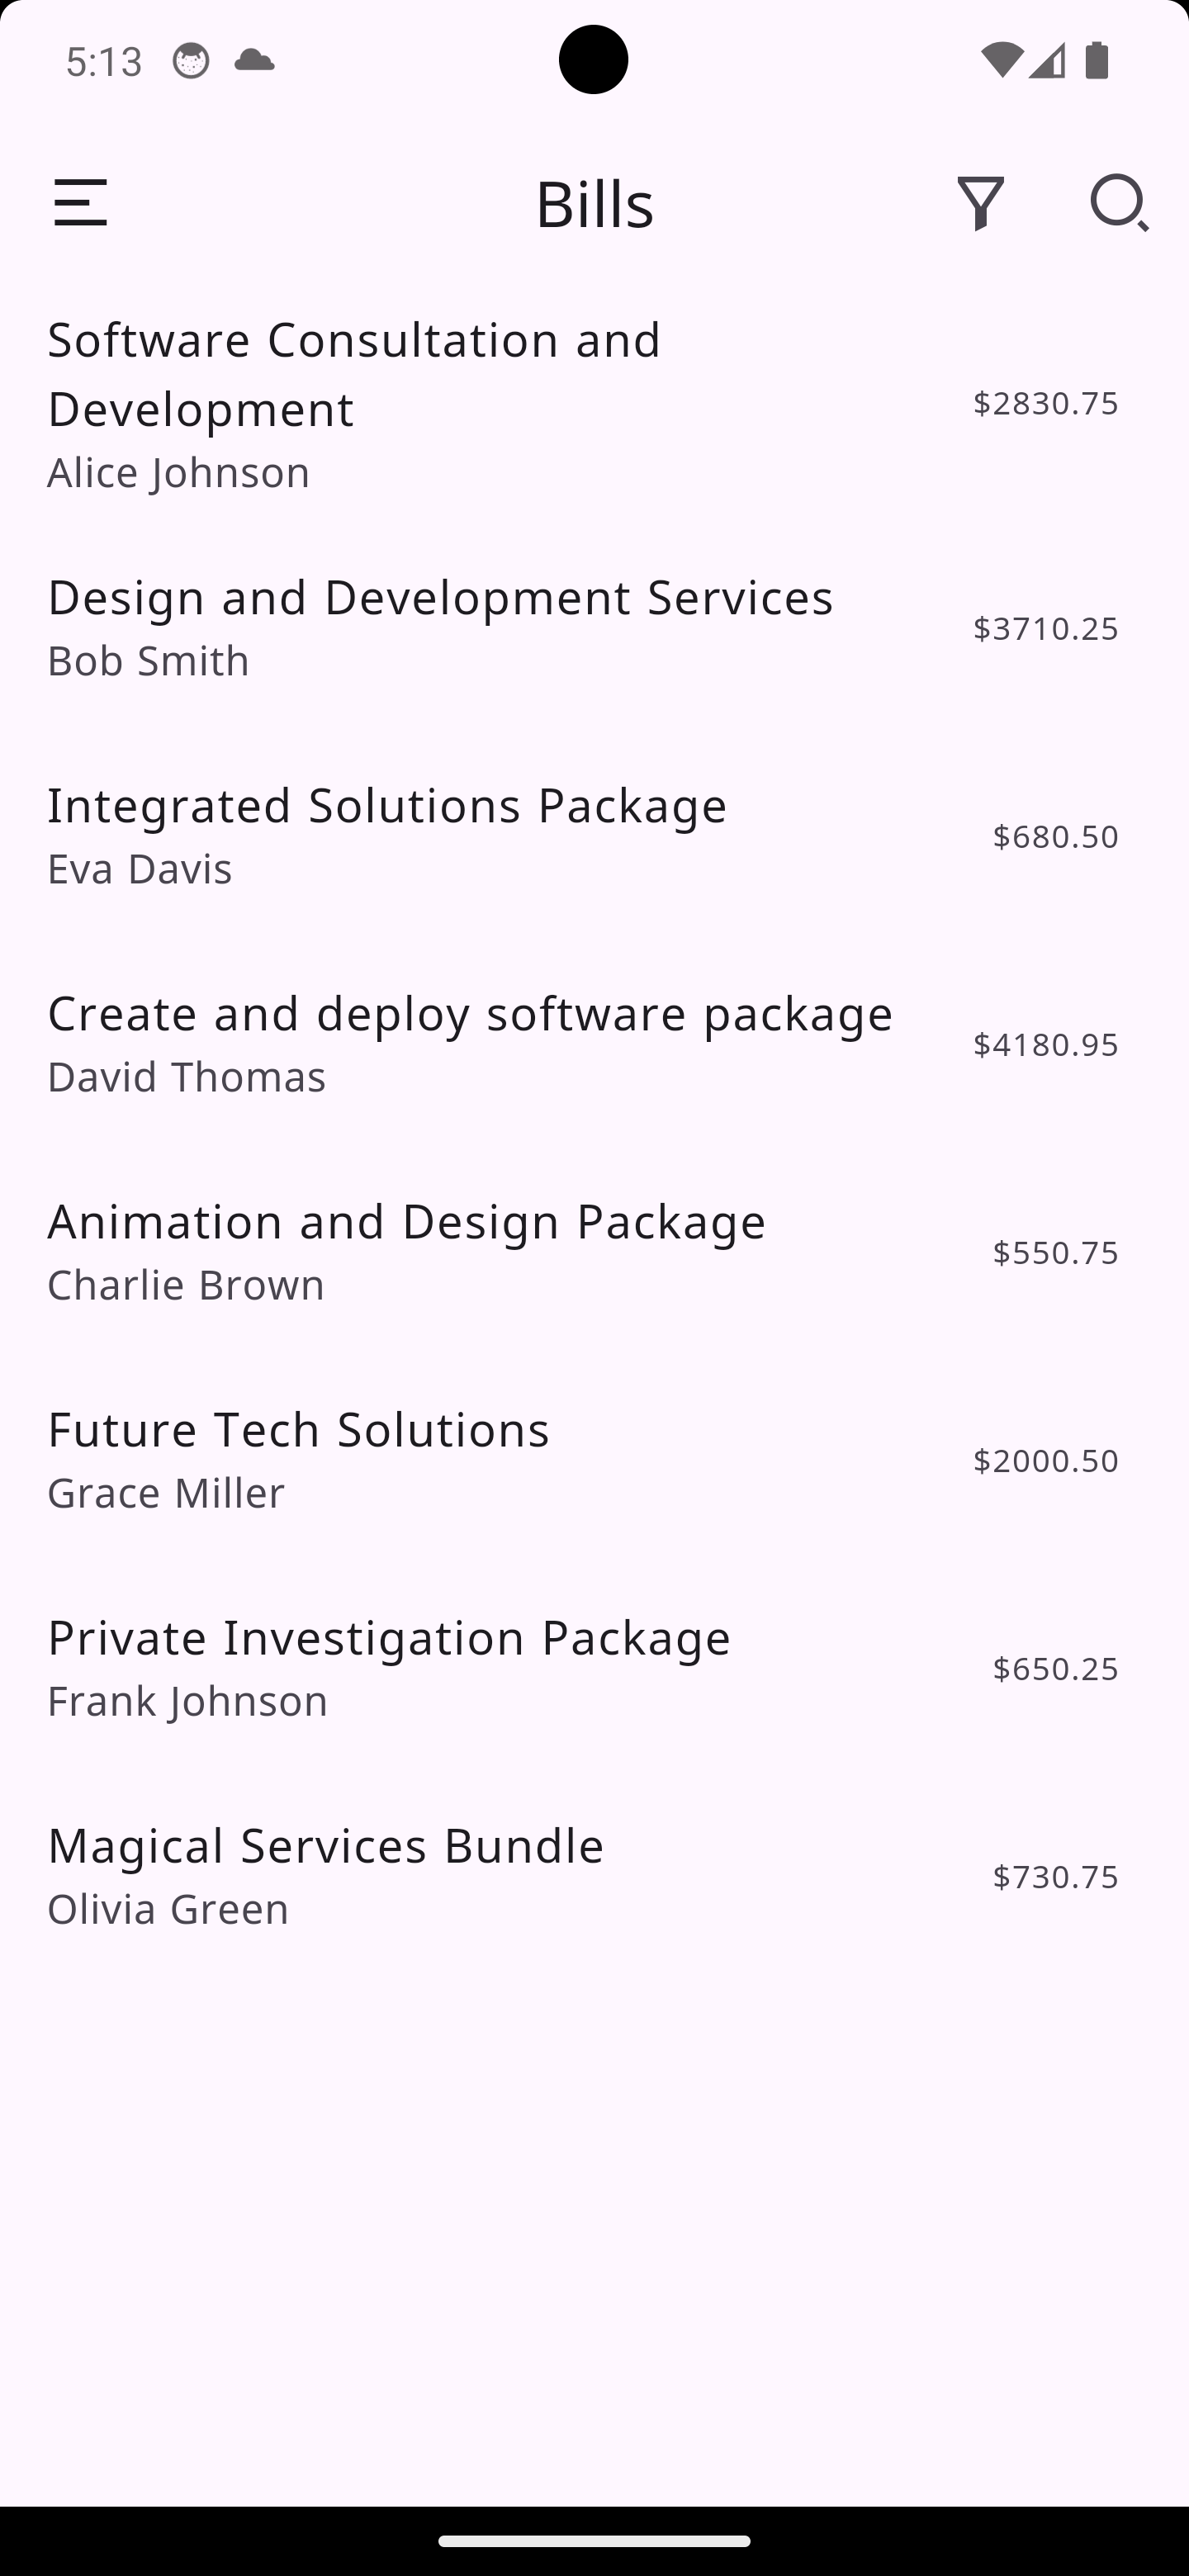 5:13
Bills
Software Consultation and
Development
Alice Johnson
$2830.75
Design and Development Services
Bob Smith
$3710.25
Integrated Solutions Package
Eva Davis
$680.50
Create and deploy software package
David Thomas
$4180.95
Animation and Design Package
Charlie Brown
$550.75
Future Tech Solutions
Grace Miller
$2000.50
Private Investigation Package
Frank Johnson
$650.25
Magical Services Bundle
Olivia Green
$730.75